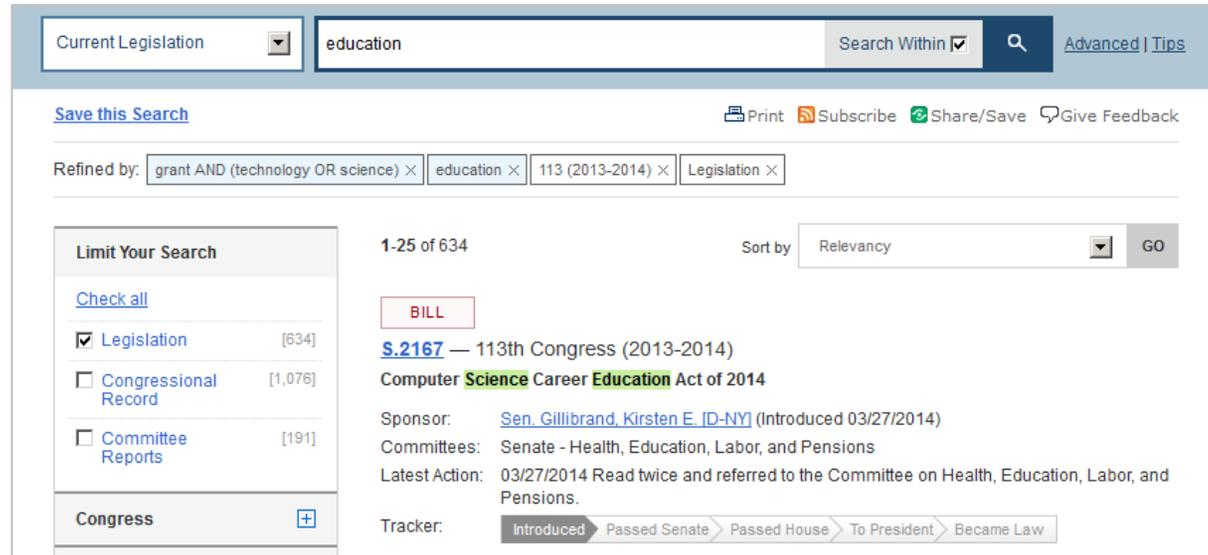 Current Legislation education Search Within Advanced | Tips
Save this Search Print Subscribe Share/Save Give Feedback
Refined by: grant AND (technology OR science) × education × 113 (2013-2014) × Legislation ×
Limit Your Search
1-25 of 634 Sort by Relevancy GO
Check all
Legislation [634]
Congressional Record [1,076]
Committee Reports [191]
Congress
BILL
S.2167 — 113th Congress (2013-2014)
Computer Science Career Education Act of 2014
Sponsor: Sen. Gillibrand, Kirsten E. [D-NY] (Introduced 03/27/2014)
Committees: Senate - Health, Education, Labor, and Pensions
Latest Action: 03/27/2014 Read twice and referred to the Committee on Health, Education, Labor, and
Pensions.
Tracker: Introduced Passed Senate Passed House To President Became Law